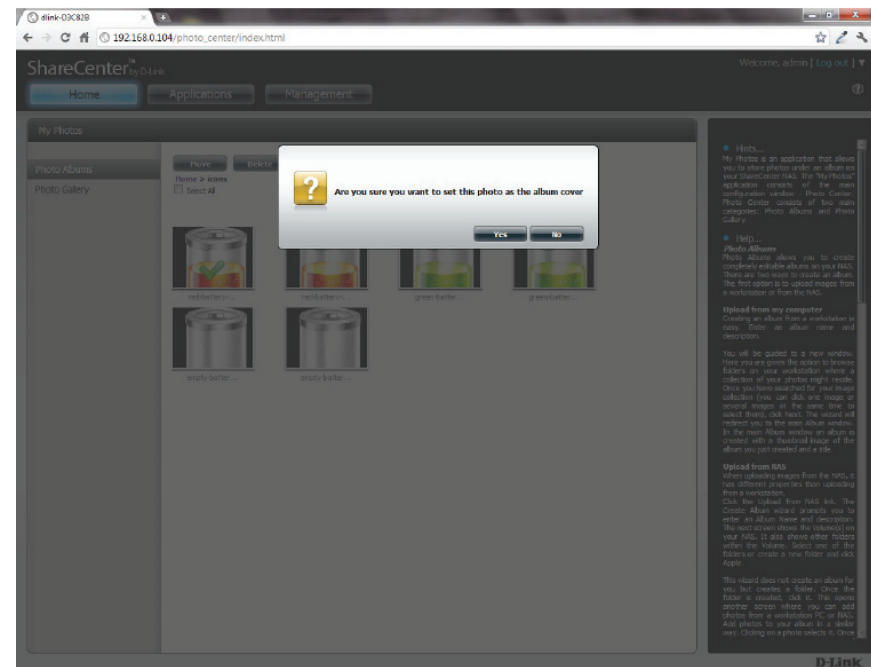 dlink-D3C82B
192.168.0.104/photo_center/index.html
ShareCenter™ by D-Link
Welcome, admin [ Log out ]
Home
Applications
Management
My Photos
Photo Albums
Photo Gallery
Move
Delete
Home > icons
Select All
?
Are you sure you want to set this photo as the album cover
Yes
No
green-batter...
green-batter...
empty-batter...
empty-batter...
Hints...
My Photos is an application that allows
you to store photos under an album on
your ShareCenter NAS. The "My Photos"
application consists of the main
configuration window - Photo Center.
Photo Center consists of two main
categories: Photo Albums and Photo
Gallery.
Help...
Photo Albums
Photo Albums allows you to create
completely editable albums on your NAS.
There are two ways to create an album.
The first option is to upload images from
a workstation or from the NAS.
Upload from my computer
Creating an album from a workstation is
easy. Enter an album name and
description.
You will be guided to a new window.
Here you are given the option to browse
folders on your workstation where a
collection of your photos might reside.
Once you have searched for your image
collection (you can click one image or
several images at the same time to
select them), click Next. The wizard will
redirect you to the main Album window.
In the main Album window an album is
created with a thumbnail image of the
album you just created and a title.
Upload from NAS
When uploading images from the NAS, it
has different properties than uploading
from a workstation.
Click the Upload from NAS link. The
Create Album wizard prompts you to
enter an Album Name and description.
The next screen shows the Volume(s) on
your NAS. It also shows other folders
within the Volume. Select one of the
folders or create a new folder and click
Apple.
This wizard does not create an album for
you but creates a folder. Once the
folder is created, click it. This opens
another screen where you can add
photos from a workstation PC or NAS.
Add photos to your album in a similar
way. Clicking on a photo selects it. Once
D-Link